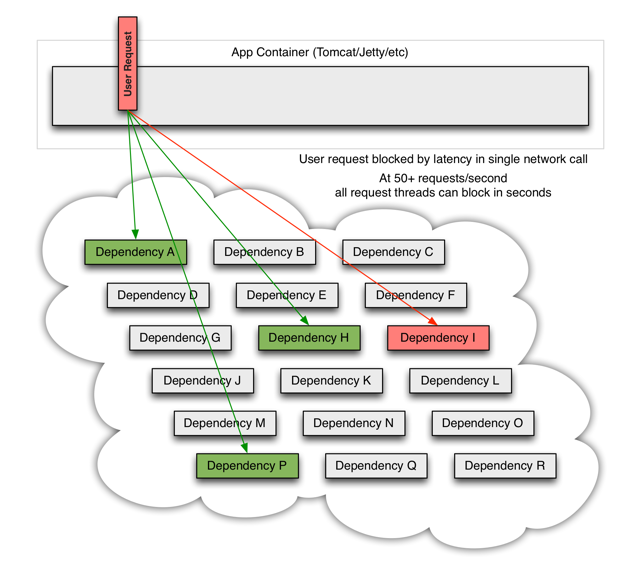 User Request
App Container (Tomcat/Jetty/etc)
User request blocked by latency in single network call
At 50+ requests/second
all request threads can block in seconds
Dependency A
Dependency B
Dependency C
Dependency D
Dependency E
Dependency F
Dependency G
Dependency H
Dependency I
Dependency J
Dependency K
Dependency L
Dependency M
Dependency N
Dependency O
Dependency P
Dependency Q
Dependency R